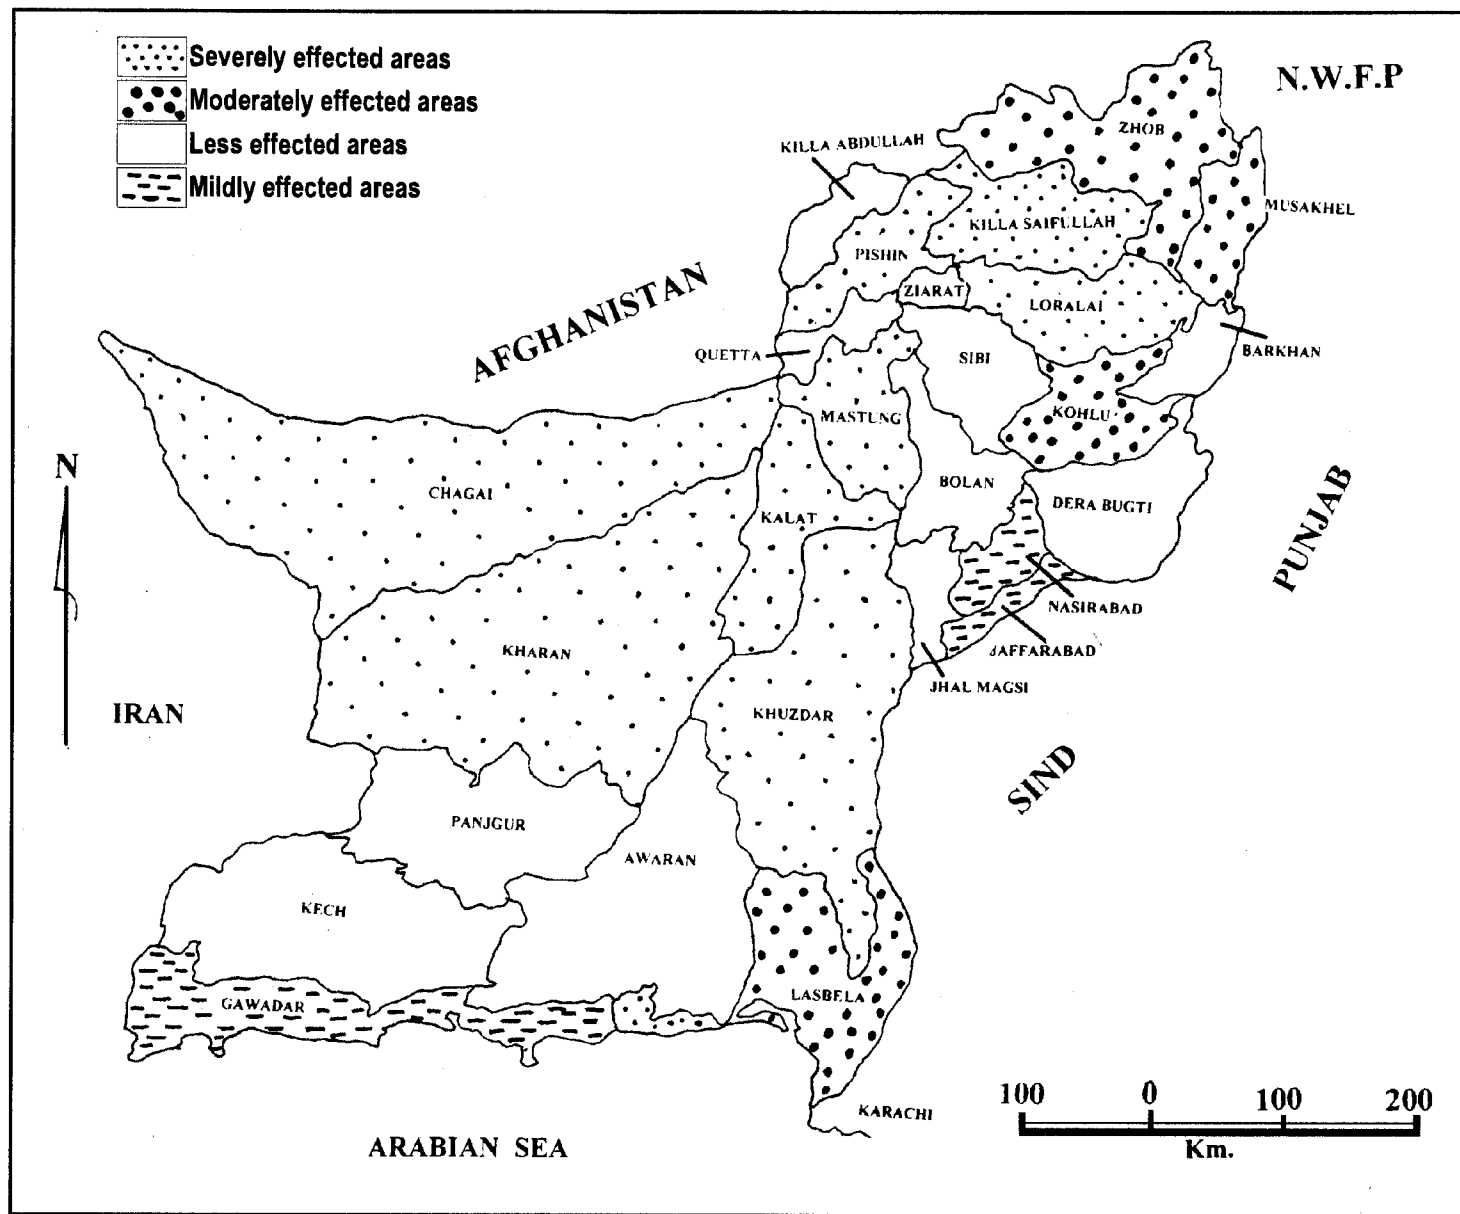 Severely effected areas
Moderately effected areas
Less effected areas
Mildly effected areas
N.W.F.P
ZHOB
KILLA ABDULLAH
MUSAKHEL
KILLA SAIFULLAH
PISHIN
ZIARAT
LORALAI
AFGHANISTAN
QUETTA
SIBI
BARKHAN
MASTUNG
KOHLU
N
CHAGAI
BOLAN
DERA BUGTI
KALAT
PUNJAB
NASIRABAD
KHARAN
JAFFARABAD
JHAL MAGSI
IRAN
KHUZDAR
SIND
PANJGUR
AWARAN
KECH
LASBELA
GAWADAR
100 0 100 200
Km.
KARACHI
ARABIAN SEA